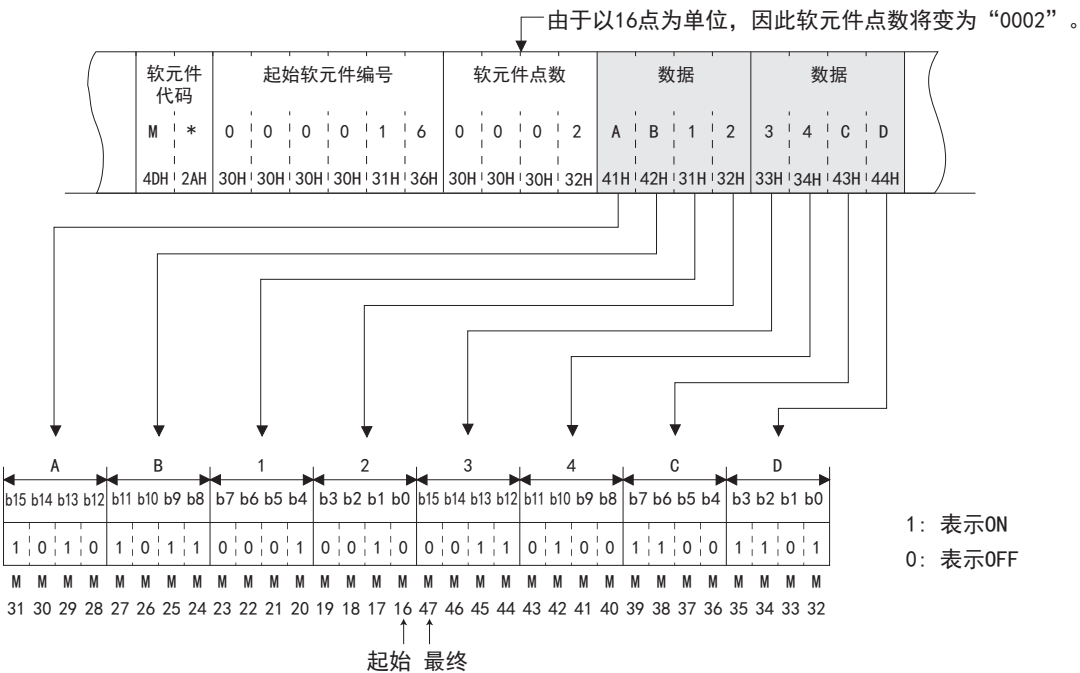 由于以16点为单位，因此软元件点数将变为“0002”。
软元件代码 起始软元件编号 软元件点数 数据 数据
M * 0 0 0 0 1 6 0 0 0 2 A B 1 2 3 4 C D
4DH 2AH 30H 30H 30H 30H 31H 36H 30H 30H 30H 32H 41H 42H 31H 32H 33H 34H 43H 44H
A B 1 2 3 4 C D
b15 b14 b13 b12 b11 b10 b9 b8 b7 b6 b5 b4 b3 b2 b1 b0 b15 b14 b13 b12 b11 b10 b9 b8 b7 b6 b5 b4 b3 b2 b1 b0
1 0 1 0 1 0 1 1 0 0 0 1 0 0 1 0 0 0 1 1 0 1 0 0 1 1 0 0 1 1 0 1
M M M M M M M M M M M M M M M M M M M M M M M M M M M M M M M M
31 30 29 28 27 26 25 24 23 22 21 20 19 18 17 16 47 46 45 44 43 42 41 40 39 38 37 36 35 34 33 32
起始 最终
1: 表示ON
0: 表示OFF